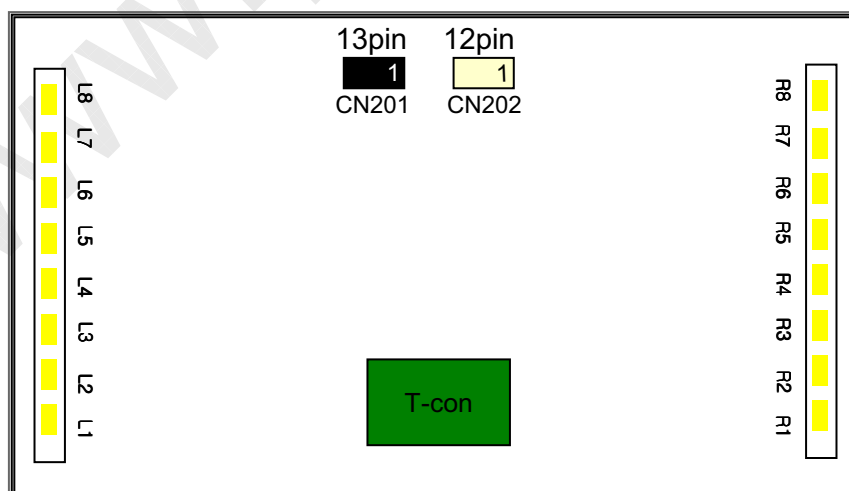 13pin 12pin
1 1
CN201 CN202
L8
L7
L6
L5
L4
L3
L2
L1
R8
R7
R6
R5
R4
R3
R2
R1
T-con